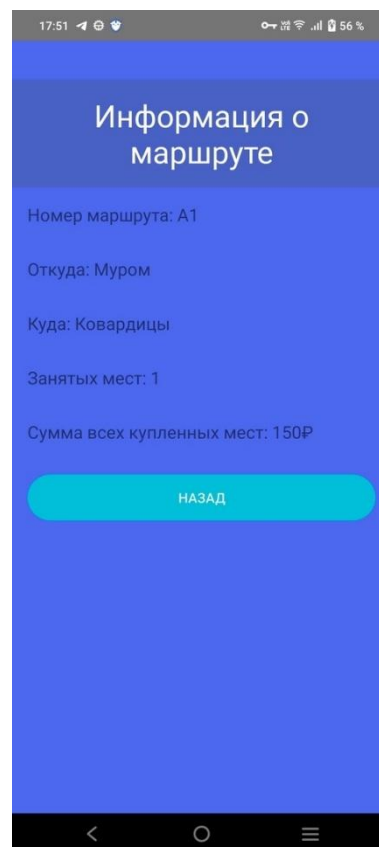 17:51 56 %
Информация о
маршруте
Номер маршрута: А1
Откуда: Муром
Куда: Ковардицы
Занятых мест: 1
Сумма всех купленных мест: 150₽
НАЗАД